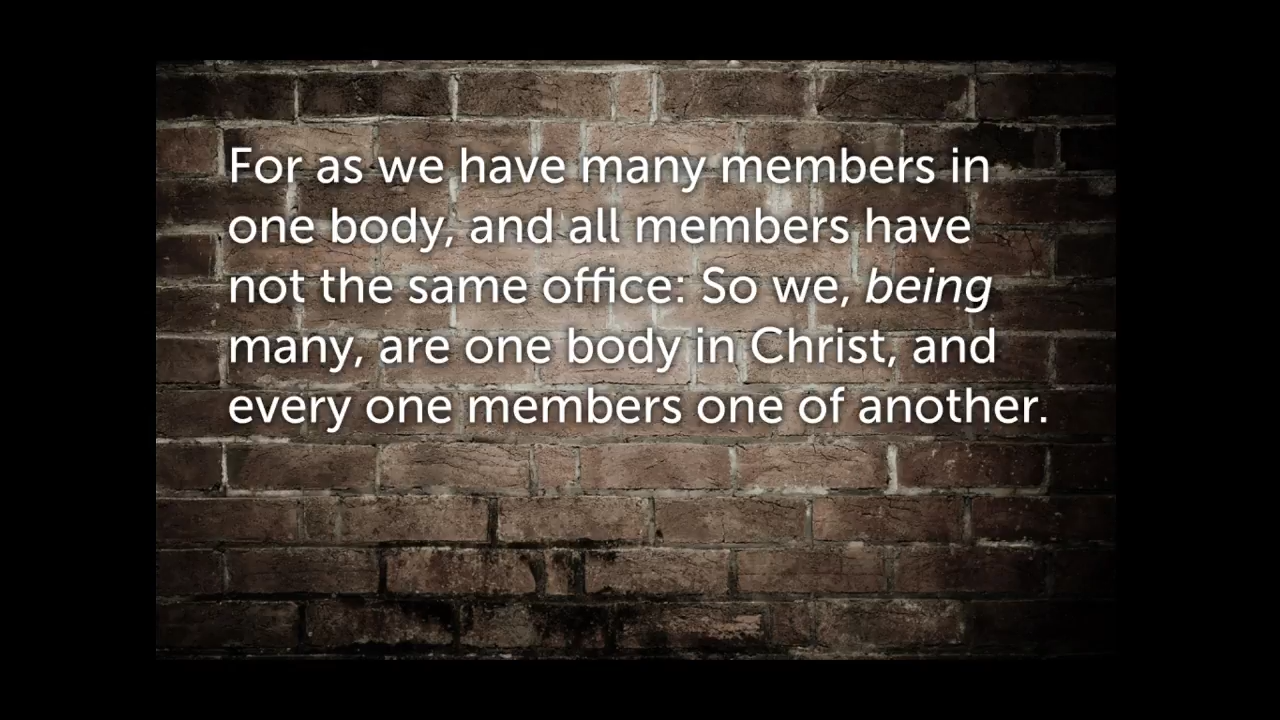 For as we have many members in
one body, and all members have
not the same office: So we, being
many, are one body in Christ, and
every one members one of another.